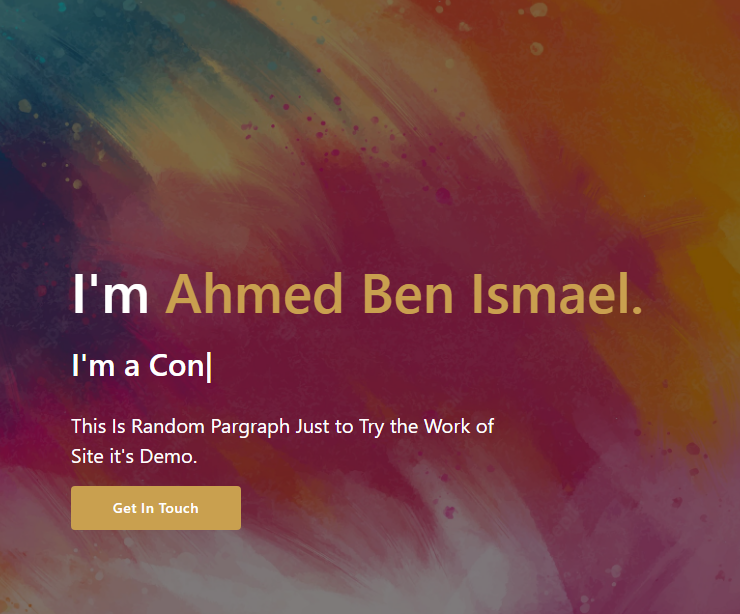 I'm Ahmed Ben Ismael.
I'm a Con|
This Is Random Pargraph Just to Try the Work of
Site it's Demo.
Get In Touch